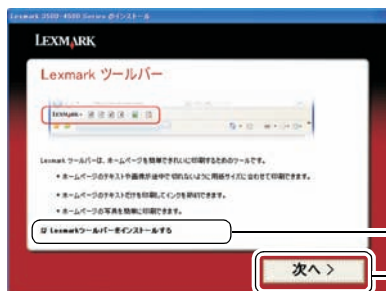 Lexmark 3500-4500 Series のインストール
LEXMARK
Lexmark ツールバー
Lexmark ツールバーは、ホームページを簡単できれいに印刷するためのツールです。
• ホームページのテキストや画像が途中で切れないように用紙サイズに合わせて印刷できます。
• ホームページのテキストだけを印刷してインクを節約できます。
• ホームページの写真を簡単に印刷できます。
Lexmarkツールバーをインストールする
次へ >